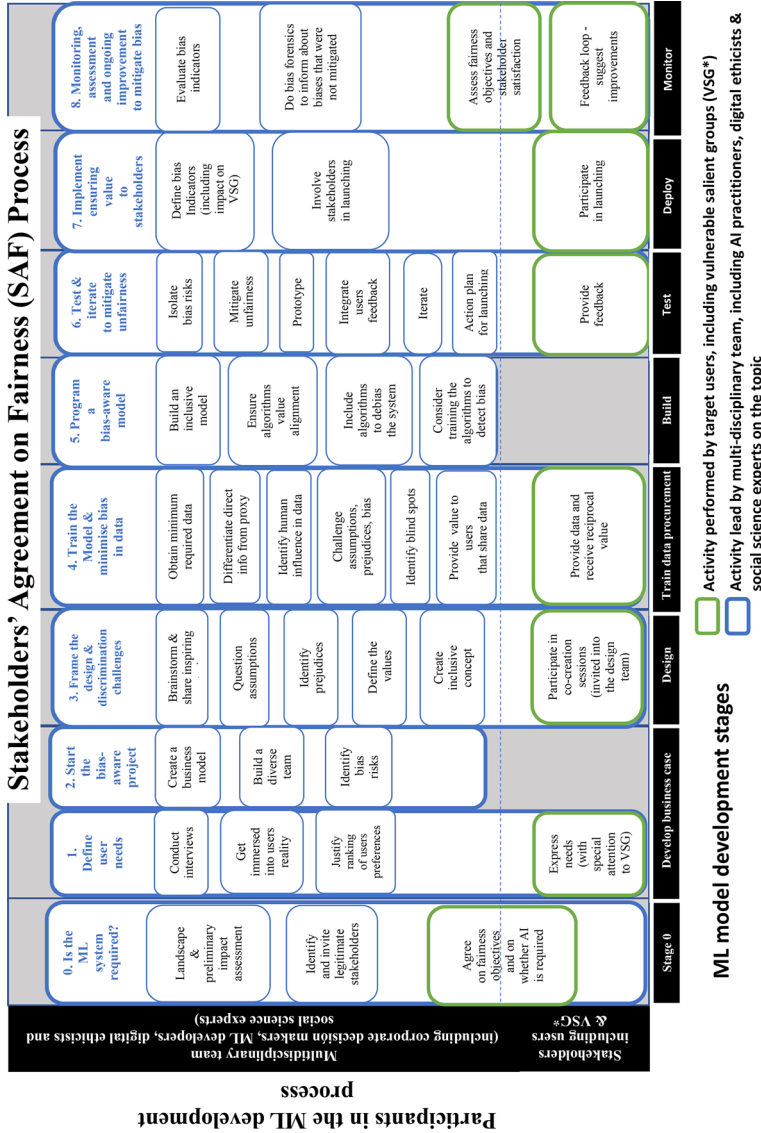 Stakeholders' Agreement on Fairness (SAF) Process
Participants in the ML development
process
Multidisciplinary team
(including corporate decisión makers, ML developers, digital ethicists and
social science experts)
Stakeholders
including users
& VSG*
0. Is the
ML
system
required?
Landscape
&
preliminary
impact
assessment
Identify
and invite
legitimate
stakeholders
Agree
on fairness
objectives
and on
whether AI
is required
Stage 0
1.
Define
user
needs
Conduct
interviews
Get
immersed
into users
reality
Justify
ranking
of users
preferences
Express
needs
(with
special
attention
to VSG)
2. Start
the
bias-
aware
project
Create a
business
model
Build a
diverse
team
Identify
bias
risks
Develop business case
3. Frame the
design &
discrimination
challenges
Brainstorm &
share inspiring
Question
assumptions
Identify
prejudices
Define the
values
Create
inclusive
concept
Participate in
co-creation
sessions
(invited into
the design
team)
Design
4. Train the
Model &
minimise bias
in data
Obtain minimum
required data
Differentiate direct
info from proxy
Identify human
influence in data
Challenge
assumptions,
prejudices, bias
Identify blind spots
Provide value to
users
that share data
Provide data and
receive reciprocal
value
Train data procurement
5. Program
a
bias-aware
model
Build an
inclusive
model
Ensure
algorithms
value
alignment
Include
algorithms
to debias
the system
Consider
training the
algorithms to
detect bias
Build
6. Test &
iterate
to mitigate
unfairness
Isolate
bias risks
Mitigate
unfairness
Prototype
Integrate
users
feedback
Iterate
Action plan
for launching
Provide
feedback
Test
7. Implement
ensuring
value
to
stakeholders
Define bias
Indicators
(including
impact on
VSG)
Involve
stakeholders
in launching
Participate
in launching
Deploy
8. Monitoring,
assessment
and ongoing
improvement
to mitigate bias
Evaluate bias
indicators
Do bias forensics
to inform about
biases that were
not mitigated
Assess fairness
objectives and
stakeholder
satisfaction
Feedback loop -
suggest
improvements
Monitor
ML model development stages
Activity performed by target users, including vulnerable salient groups (VSG*)
Activity lead by multi-disciplinary team, including AI practitioners, digital ethicists &
social science experts on the topic